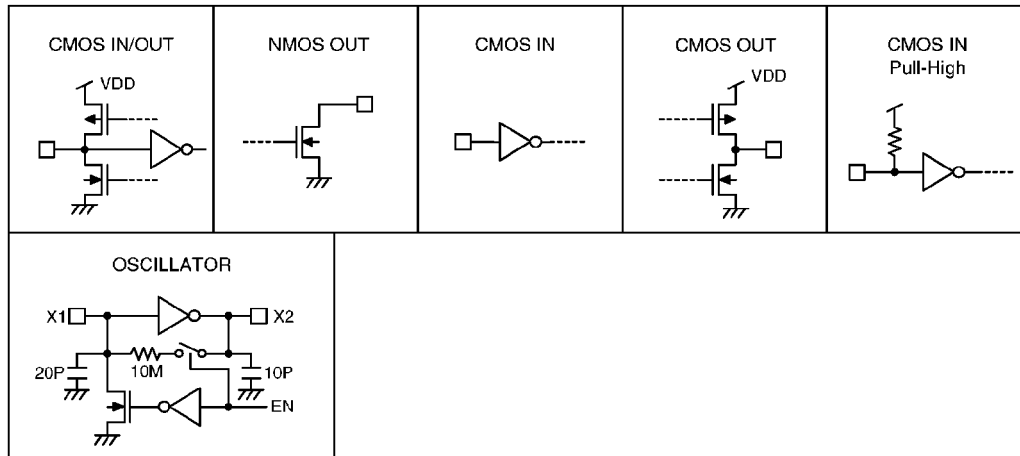 CMOS IN/OUT
VDD
NMOS OUT
CMOS IN
CMOS OUT
VDD
CMOS IN
Pull-High
OSCILLATOR
X1
X2
20P
10M
10P
EN